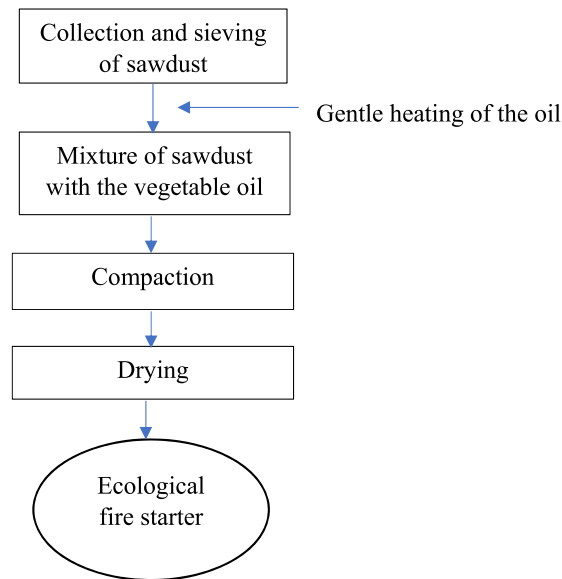 Collection and sieving
of sawdust
Gentle heating of the oil
Mixture of sawdust
with the vegetable oil
Compaction
Drying
Ecological
fire starter